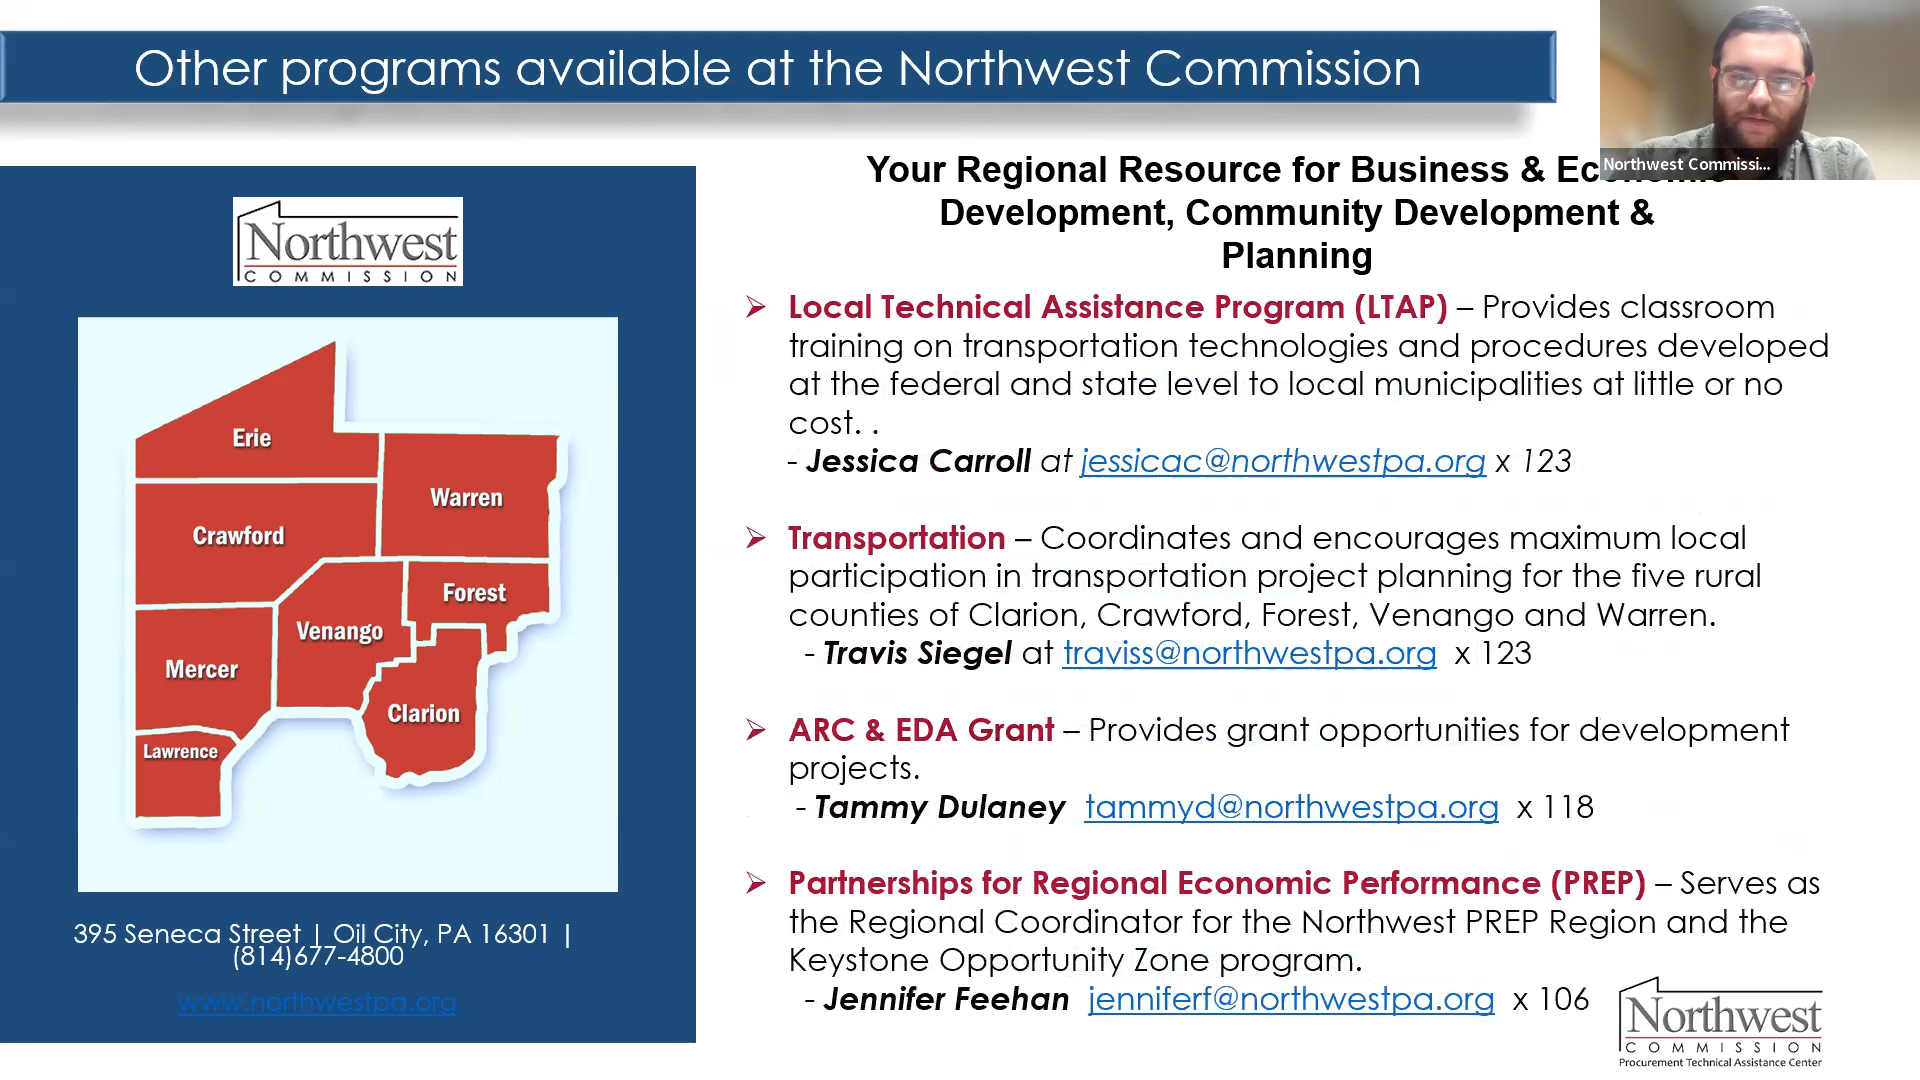 Other programs available at the Northwest Commission
Northwest Commissi...
Northwest
COMMISSION
Erie
Warren
Crawford
Forest
Venango
Mercer
Clarion
Lawrence
395 Seneca Street | Oil City, PA 16301 |
(814)677-4800
www.northwestpa.org
Your Regional Resource for Business & Economic
Development, Community Development &
Planning
➢ Local Technical Assistance Program (LTAP) – Provides classroom
training on transportation technologies and procedures developed
at the federal and state level to local municipalities at little or no
cost. .
- Jessica Carroll at jessicac@northwestpa.org x 123
➢ Transportation – Coordinates and encourages maximum local
participation in transportation project planning for the five rural
counties of Clarion, Crawford, Forest, Venango and Warren.
- Travis Siegel at traviss@northwestpa.org x 123
➢ ARC & EDA Grant – Provides grant opportunities for development
projects.
- Tammy Dulaney tammyd@northwestpa.org x 118
➢ Partnerships for Regional Economic Performance (PREP) – Serves as
the Regional Coordinator for the Northwest PREP Region and the
Keystone Opportunity Zone program.
- Jennifer Feehan jenniferf@northwestpa.org x 106
Northwest
COMMISSION
Procurement Technical Assistance Center